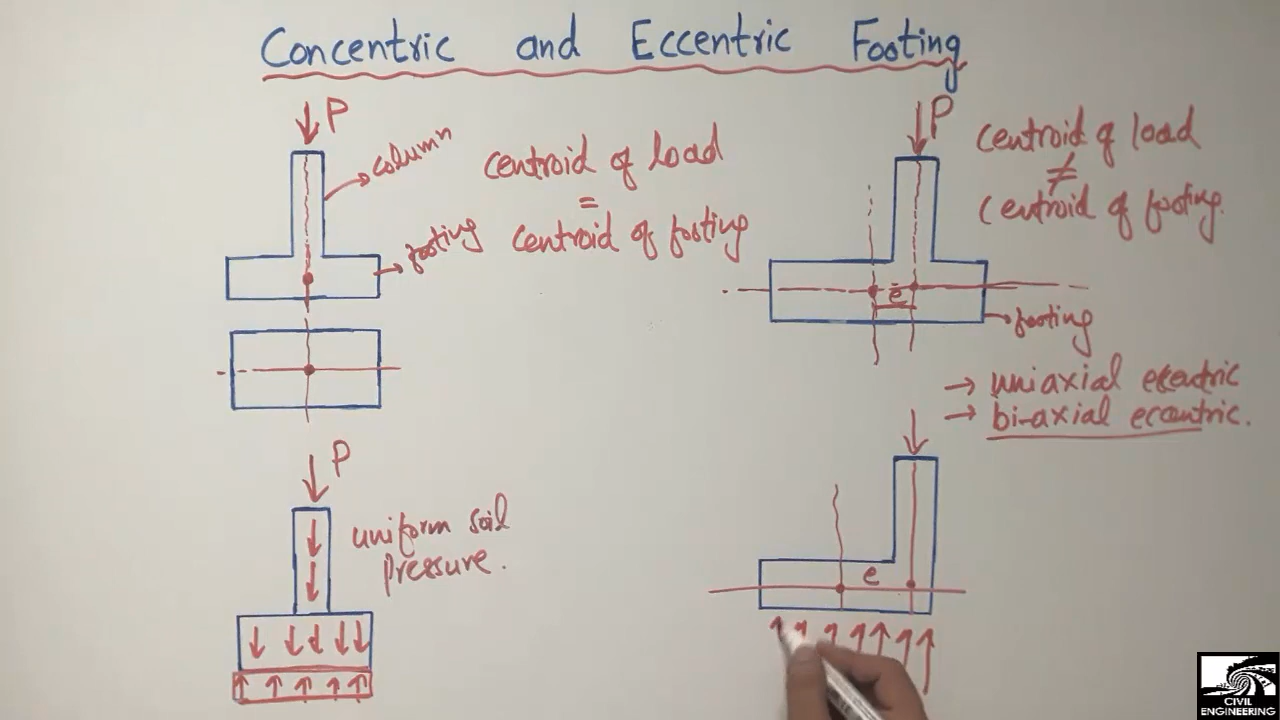 Concentric and Eccentric Footing
P
column
centroid of load
=
centroid of footing
footing
P
centroid of load
≠
Centroid of footing.
e
footing
→ uniaxial eccentric
→ bi-axial eccentric.
P
uniform soil
pressure.
e
CIVIL
ENGINEERING